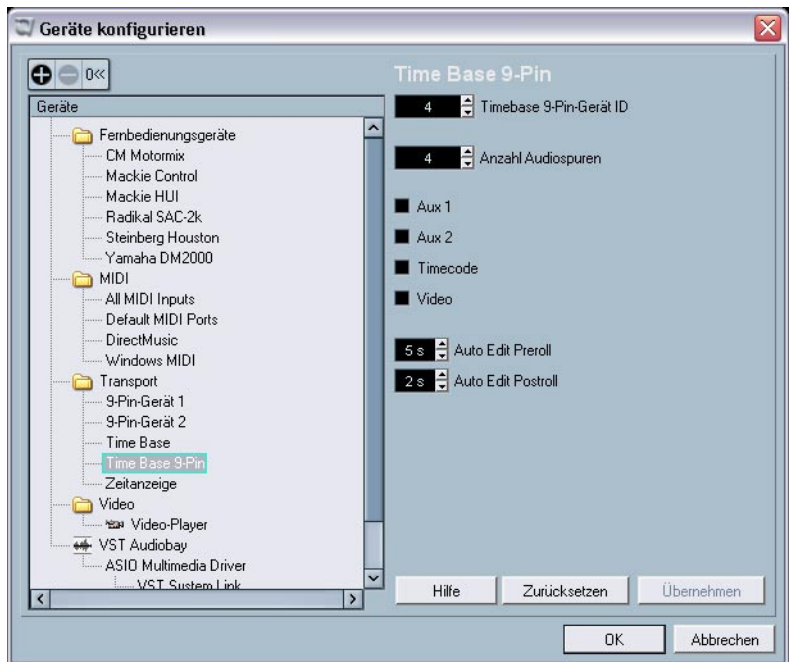 Geräte konfigurieren
0<<
Geräte
Fernbedienungsgeräte
CM Motormix
Mackie Control
Mackie HUI
Radikal SAC-2k
Steinberg Houston
Yamaha DM2000
MIDI
All MIDI Inputs
Default MIDI Ports
DirectMusic
Windows MIDI
Transport
9-Pin-Gerät 1
9-Pin-Gerät 2
Time Base
Time Base 9-Pin
Zeitanzeige
Video
Video-Player
VST Audiobay
ASIO Multimedia Driver
VST System Link
Time Base 9-Pin
4 Timebase 9-Pin-Gerät ID
4 Anzahl Audiospuren
Aux 1
Aux 2
Timecode
Video
5 s Auto Edit Preroll
2 s Auto Edit Postroll
Hilfe Zurücksetzen Übernehmen
OK Abbrechen